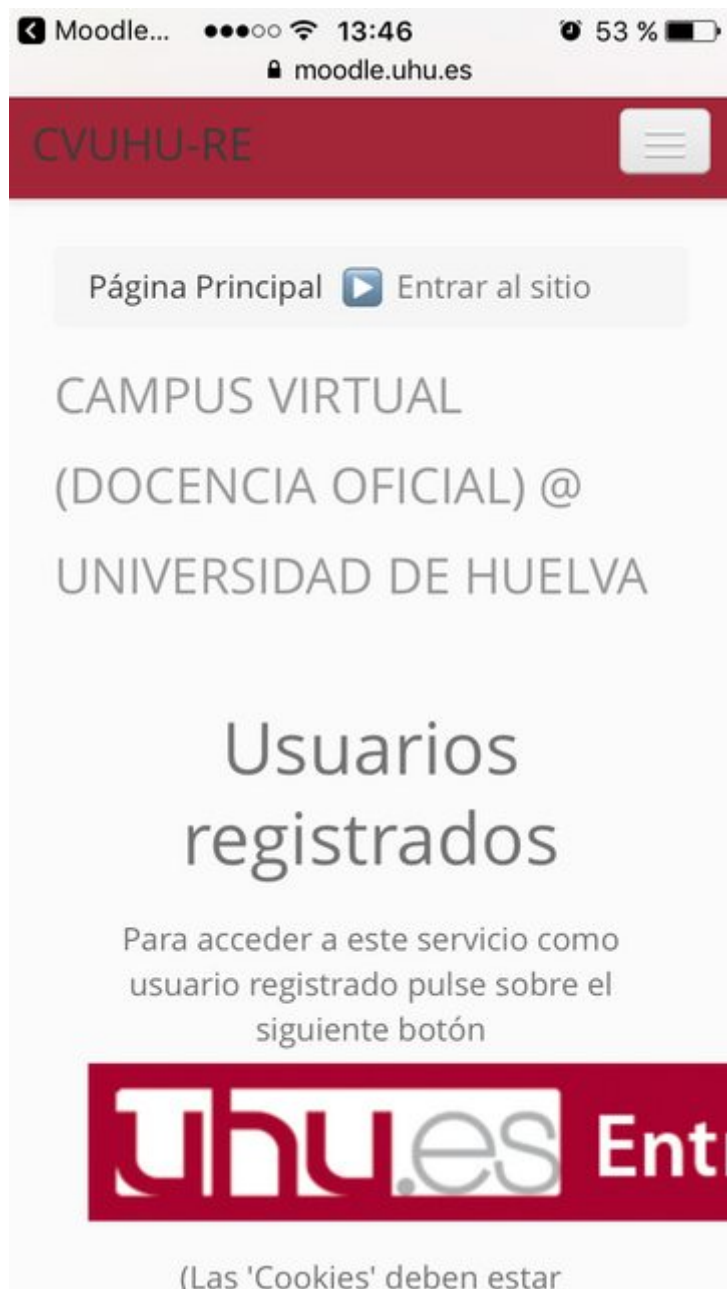 Moodle... 13:46 53 %
moodle.uhu.es
CVUHU-RE
Página Principal Entrar al sitio
CAMPUS VIRTUAL
(DOCENCIA OFICIAL) @
UNIVERSIDAD DE HUELVA
Usuarios
registrados
Para acceder a este servicio como
usuario registrado pulse sobre el
siguiente botón
uhu.es Entr
(Las 'Cookies' deben estar